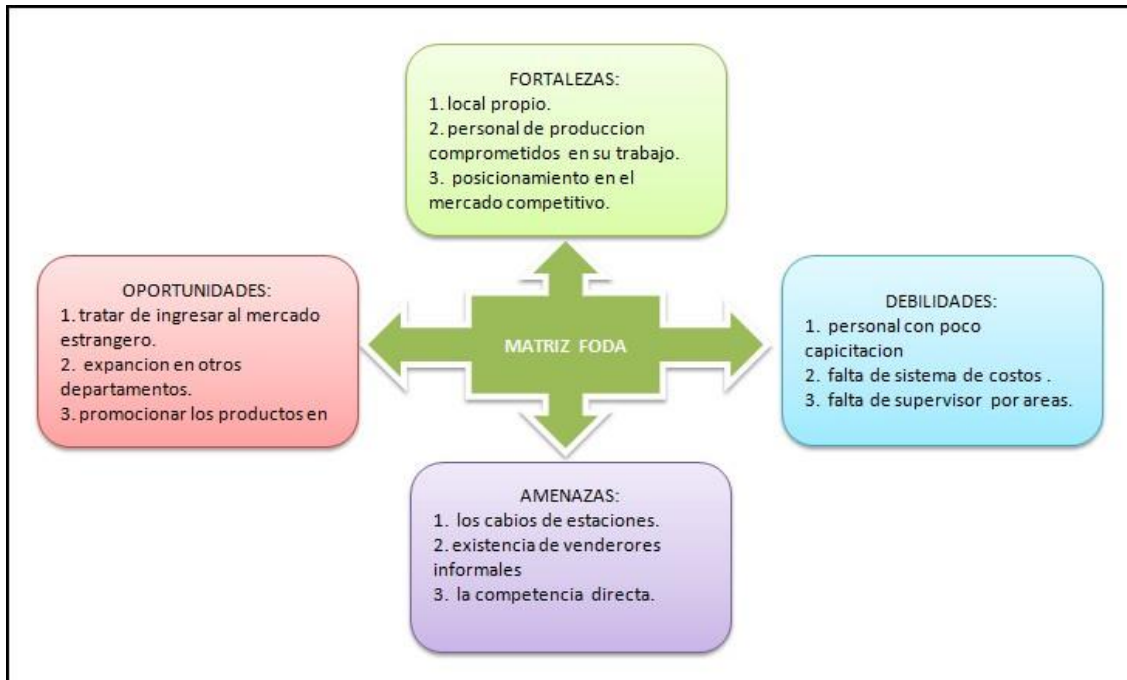 FORTALEZAS:
1. local propio.
2. personal de produccion
comprometidos en su trabajo.
3. posicionamiento en el
mercado competitivo.
OPORTUNIDADES:
1. tratar de ingresar al mercado
estrangero.
2. expancion en otros
departamentos.
3. promocionar los productos en
MATRIZ FODA
DEBILIDADES:
1. personal con poco
capicitacion
2. falta de sistema de costos .
3. falta de supervisor por areas.
AMENAZAS:
1. los cabios de estaciones.
2. existencia de venderores
informales
3. la competencia directa.